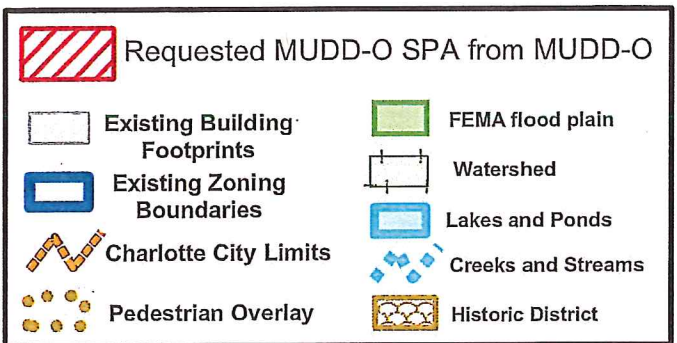 Requested MUDD-O SPA from MUDD-O
Existing Building
Footprints
Existing Zoning
Boundaries
Charlotte City Limits
Pedestrian Overlay
FEMA flood plain
Watershed
Lakes and Ponds
Creeks and Streams
Historic District